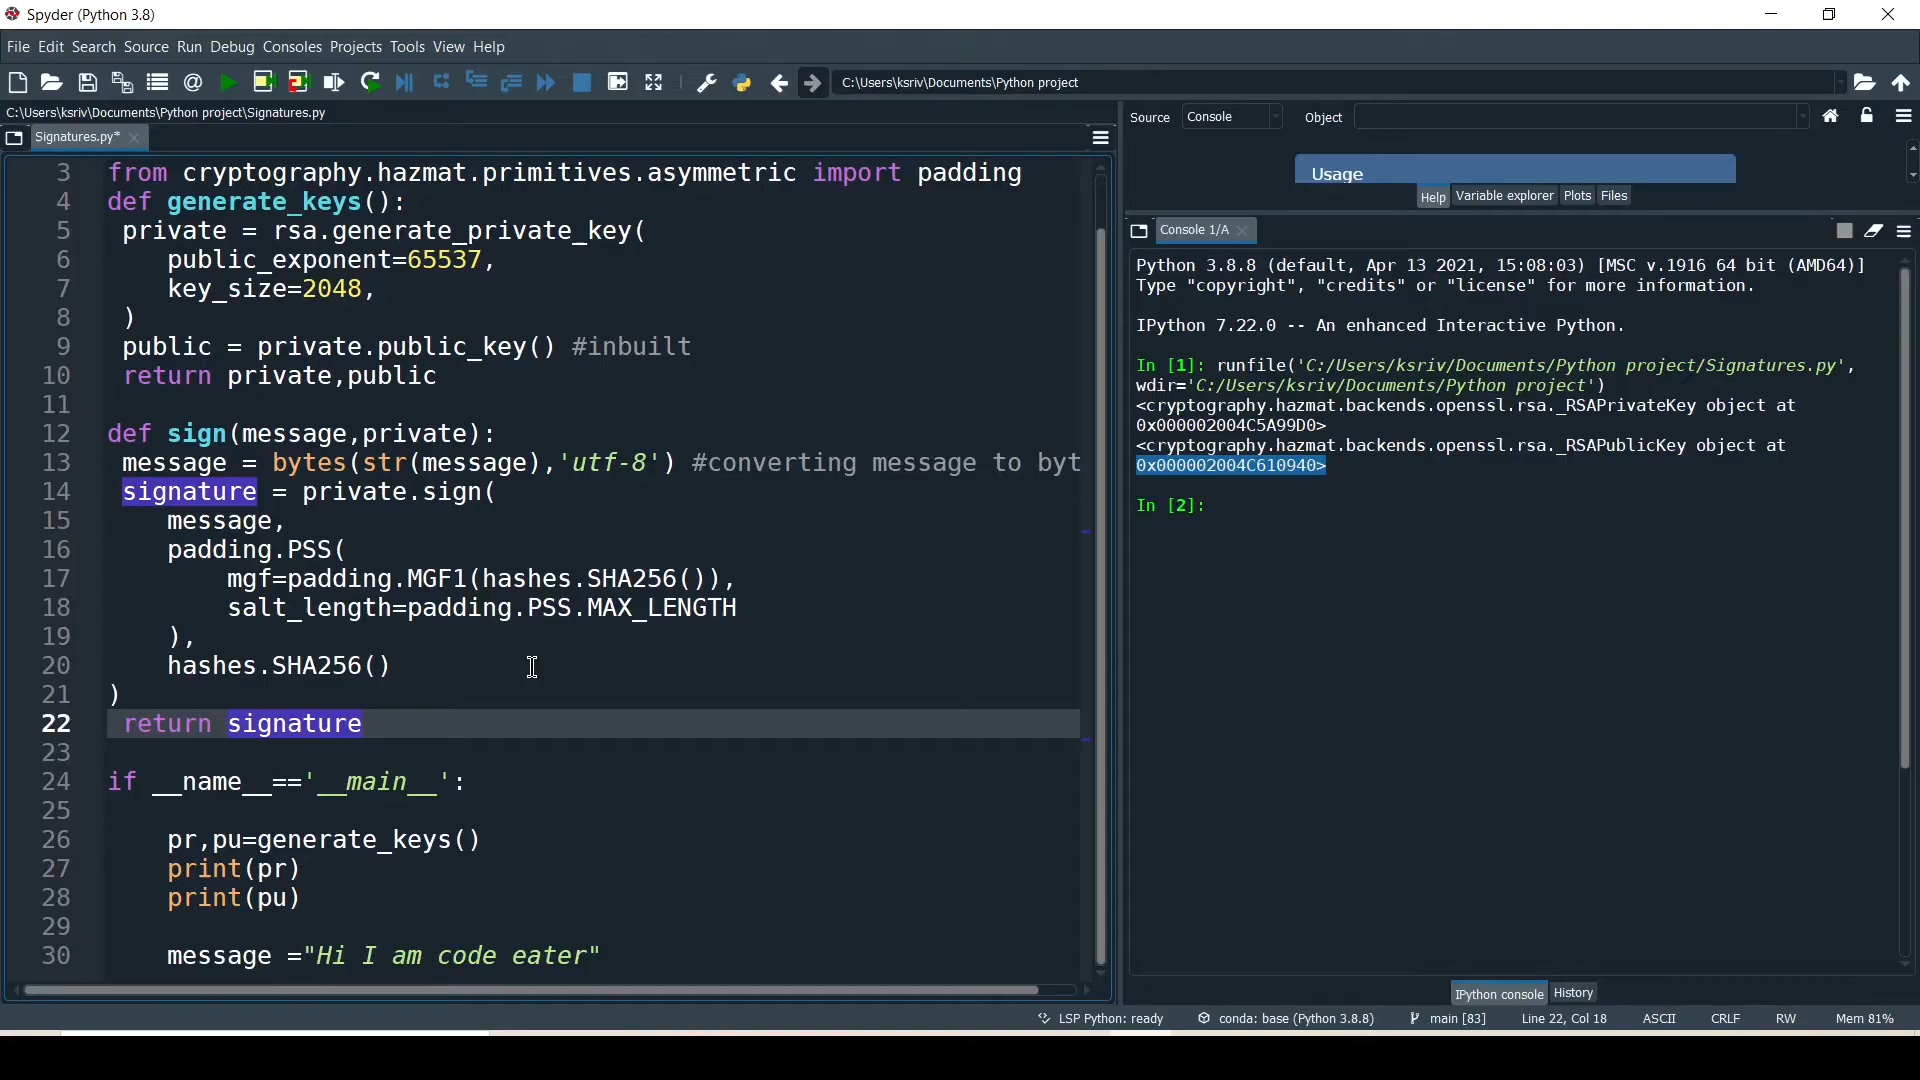 Spyder (Python 3.8)
File Edit Search Source Run Debug Consoles Projects Tools View Help
C:\Users\ksriv\Documents\Python project
C:\Users\ksriv\Documents\Python project\Signatures.py
Signatures.py*
3 from cryptography.hazmat.primitives.asymmetric import padding
4 def generate_keys():
5 private = rsa.generate_private_key(
6 public_exponent=65537,
7 key_size=2048,
8 )
9 public = private.public_key() #inbuilt
10 return private,public
11
12 def sign(message,private):
13 message = bytes(str(message),'utf-8') #converting message to byt
14 signature = private.sign(
15 message,
16 padding.PSS(
17 mgf=padding.MGF1(hashes.SHA256()),
18 salt_length=padding.PSS.MAX_LENGTH
19 ),
20 hashes.SHA256()
21 )
22 return signature
23
24 if __name__=='__main__':
25
26 pr,pu=generate_keys()
27 print(pr)
28 print(pu)
29
30 message ="Hi I am code eater"
Source Console Object
Usage
Help Variable explorer Plots Files
Console 1/A
Python 3.8.8 (default, Apr 13 2021, 15:08:03) [MSC v.1916 64 bit (AMD64)]
Type "copyright", "credits" or "license" for more information.
IPython 7.22.0 -- An enhanced Interactive Python.
In [1]: runfile('C:/Users/ksriv/Documents/Python project/Signatures.py',
wdir='C:/Users/ksriv/Documents/Python project')
<cryptography.hazmat.backends.openssl.rsa._RSAPrivateKey object at
0x000002004C5A99D0>
<cryptography.hazmat.backends.openssl.rsa._RSAPublicKey object at
0x000002004C610940>
In [2]:
IPython console History
LSP Python: ready conda: base (Python 3.8.8) main [83] Line 22, Col 18 ASCII CRLF RW Mem 81%